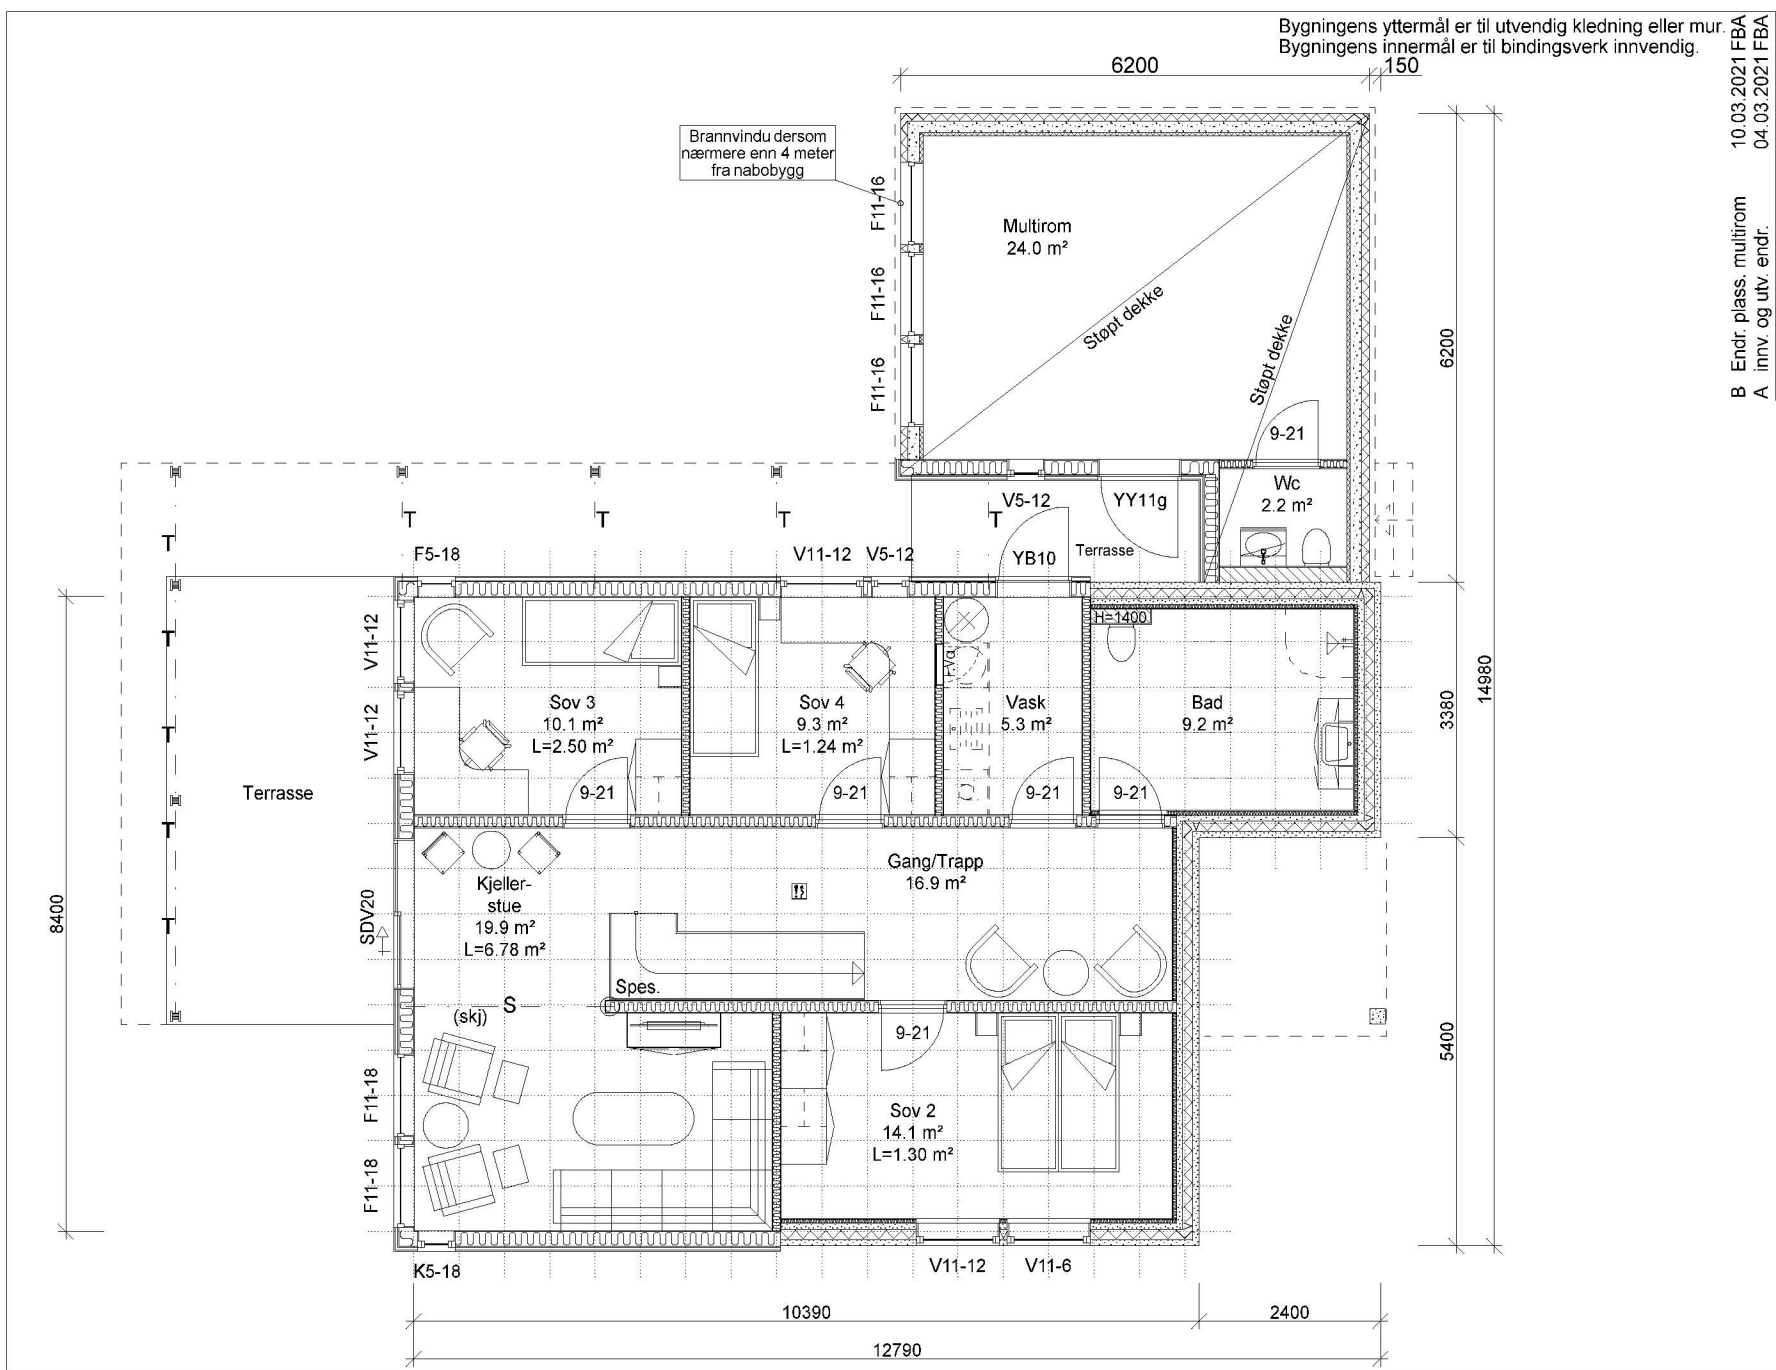 Bygningens yttermål er til utvendig kledning eller mur.
Bygningens innermål er til bindingsverk innvendig.
10.03.2021 FBA
04.03.2021 FBA
B Endr. plass. multirom
A innv. og utv. endr.
6200
150
Brannvindu dersom
nærmere enn 4 meter
fra nabobygg
F11-16
F11-16
F11-16
Multirom
24.0 m²
Støpt dekke
Støpt dekke
6200
9-21
Wc
2.2 m²
V5-12
YY11g
T
T
T
T
T
F5-18
V11-12
V5-12
YB10
Terrasse
H=1400
V11-12
V11-12
Sov 3
10.1 m²
L=2.50 m²
Sov 4
9.3 m²
L=1.24 m²
Vask
5.3 m²
Bad
9.2 m²
3380
14980
T
T
9-21
9-21
9-21
9-21
Terrasse
T
T
8400
SDV20
Kjeller-
stue
19.9 m²
L=6.78 m²
Gang/Trapp
16.9 m²
Spes.
S
(skj)
9-21
5400
F11-18
F11-18
Sov 2
14.1 m²
L=1.30 m²
K5-18
V11-12
V11-6
10390
2400
12790